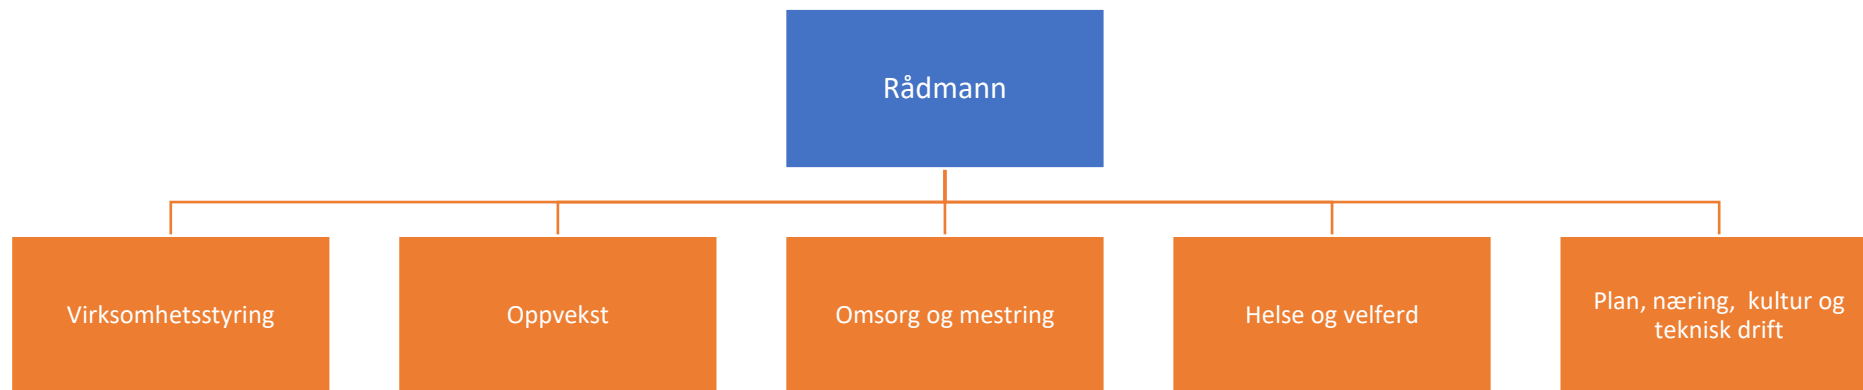 Rådmann
Virksomhetsstyring
Oppvekst
Omsorg og mestring
Helse og velferd
Plan, næring,  kultur og
teknisk drift